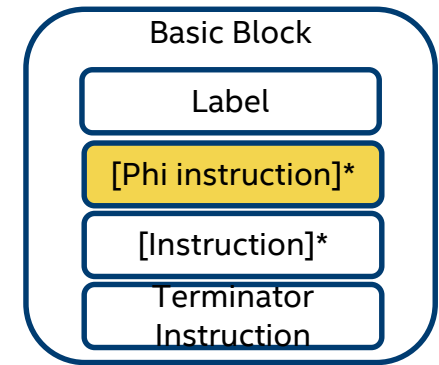 Basic Block
Label
[Phi instruction]*
[Instruction]*
Terminator
Instruction